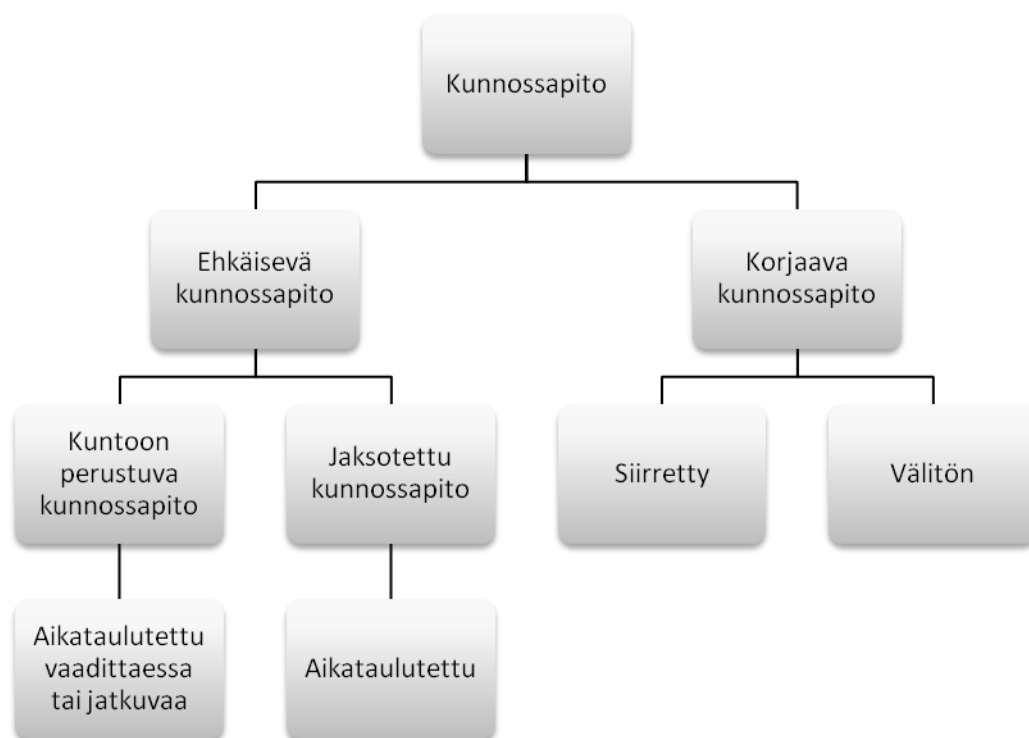 Kunnossapito
Ehkäisevä
kunnossapito
Korjaava
kunnossapito
Kuntoon
perustuva
kunnossapito
Jaksotettu
kunnossapito
Siirretty
Välitön
Aikataulutettu
vaadittaessa
tai jatkuvaa
Aikataulutettu